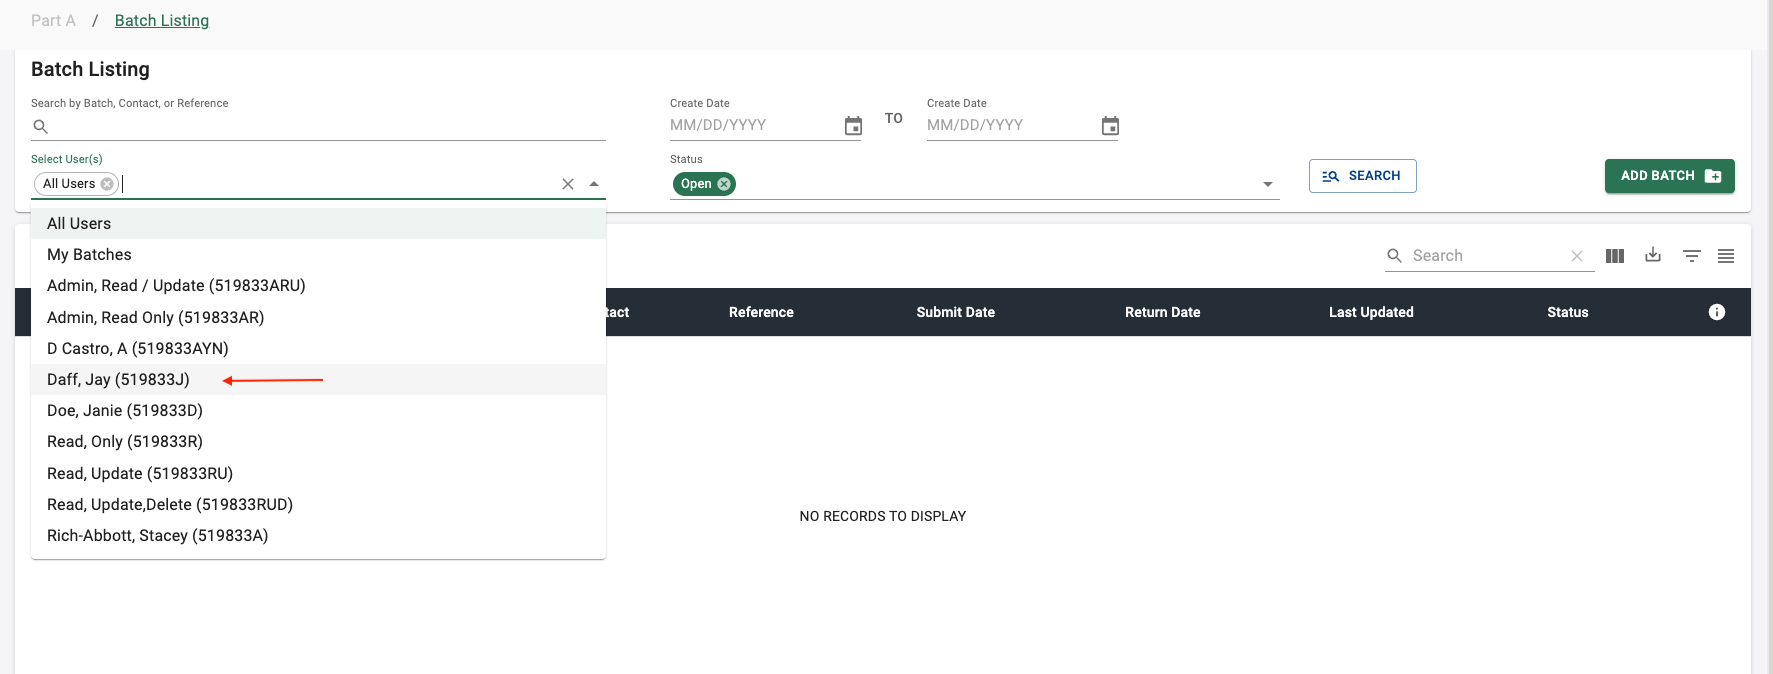 Part A / Batch Listing
Batch Listing
Search by Batch, Contact, or Reference
Create Date
MM/DD/YYYY
TO
Create Date
MM/DD/YYYY
Select User(s)
All Users
Status
Open
SEARCH
ADD BATCH
All Users
My Batches
Admin, Read / Update (519833ARU)
Admin, Read Only (519833AR)
D Castro, A (519833AYN)
Daff, Jay (519833J)
Doe, Janie (519833D)
Read, Only (519833R)
Read, Update (519833RU)
Read, Update,Delete (519833RUD)
Rich-Abbott, Stacey (519833A)
Search
tact Reference Submit Date Return Date Last Updated Status
NO RECORDS TO DISPLAY